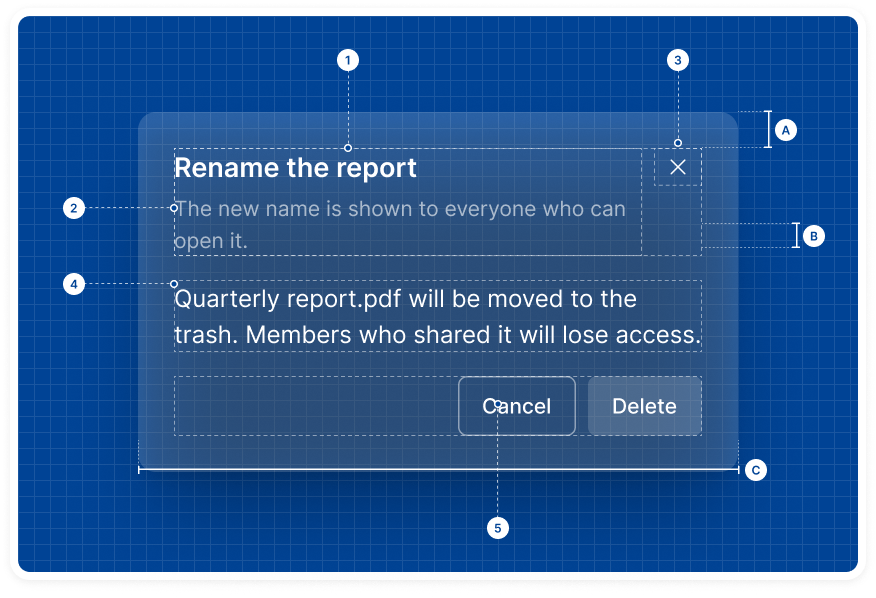 1
3
A
Rename the report
2
The new name is shown to everyone who can
open it.
B
4
Quarterly report.pdf will be moved to the
trash. Members who shared it will lose access.
Cancel
Delete
C
5